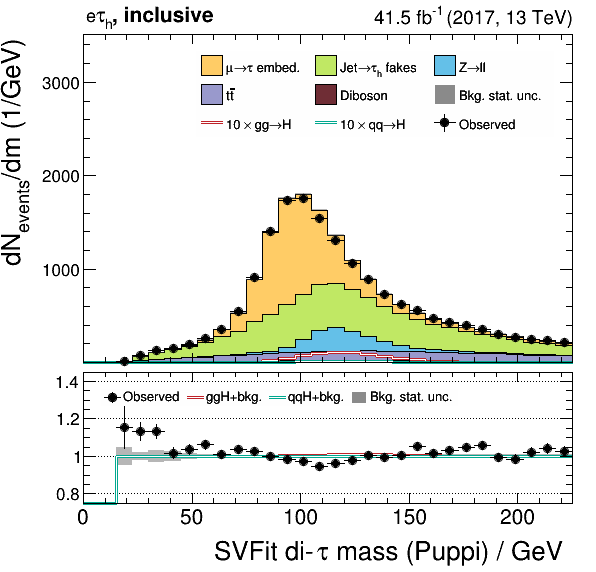 eτh, inclusive 41.5 fb-1 (2017, 13 TeV)
dNevents/dm (1/GeV)
3000
2000
1000
μ→τ embed. Jet→τh fakes Z→ll
tt̅ Diboson Bkg. stat. unc.
10 × gg→H 10 × qq→H Observed
1.4
1.2
1
0.8
Observed ggH+bkg. qqH+bkg. Bkg. stat. unc.
0 50 100 150 200
SVFit di-τ mass (Puppi) / GeV